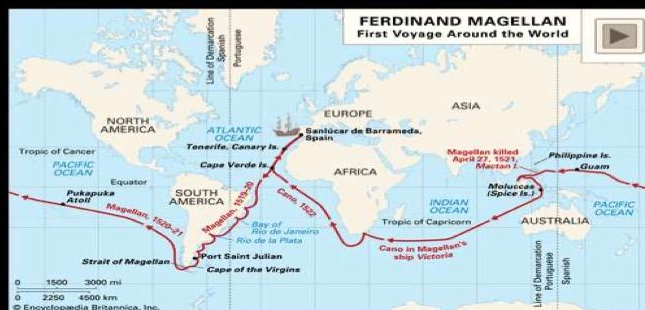 FERDINAND MAGELLAN
First Voyage Around the World
Line of Demarcation
Spanish
Portuguese
NORTH
AMERICA
ATLANTIC
OCEAN
EUROPE
ASIA
Sanlúcar de Barrameda,
Spain
Tenerife, Canary Is.
Tropic of Cancer
Cape Verde Is.
PACIFIC
OCEAN
AFRICA
Magellan killed
April 27, 1521,
Mactan I.
Philippine Is.
Guam
Equator
Pukapuka
Atoll
SOUTH
AMERICA
Magellan, 1519-20
Cano, 1522
Moluccas
(Spice Is.)
INDIAN
OCEAN
PACIFIC
OCEAN
Magellan, 1520-21
Bay of
Rio de Janeiro
Río de la Plata
Tropic of Capricorn
AUSTRALIA
Cano in Magellan's
ship Victoria
Strait of Magellan
Port Saint Julian
Cape of the Virgins
Line of Demarcation
Portuguese
Spanish
0 1500 3000 mi
0 2250 4500 km
© Encyclopædia Britannica, Inc.